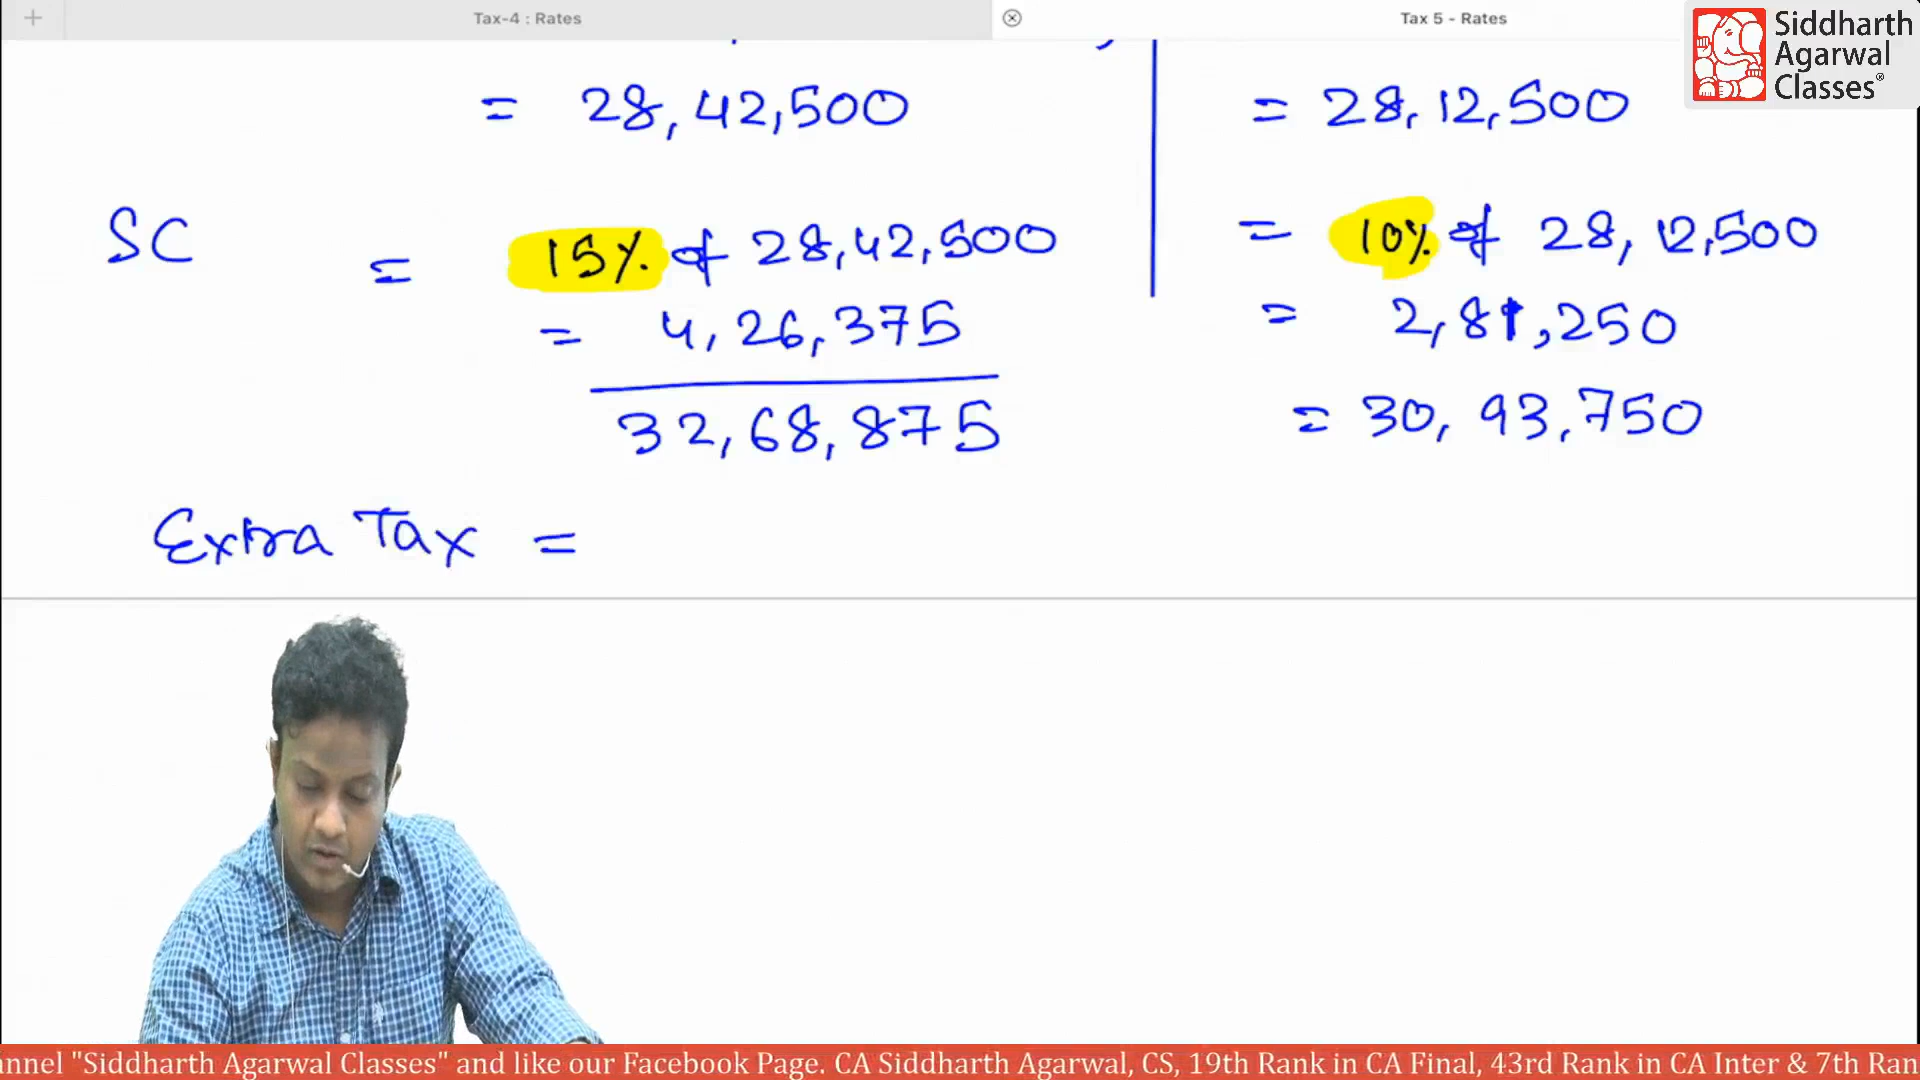 Tax-4 : Rates
Tax 5 - Rates
Siddharth
Agarwal
Classes®
= 28,42,500
= 28,12,500
SC = 15% of 28,42,500
= 10% of 28,12,500
= 4,26,375
= 2,81,250
32,68,875
= 30,93,750
Extra Tax =
nnel "Siddharth Agarwal Classes" and like our Facebook Page. CA Siddharth Agarwal, CS, 19th Rank in CA Final, 43rd Rank in CA Inter & 7th Ran